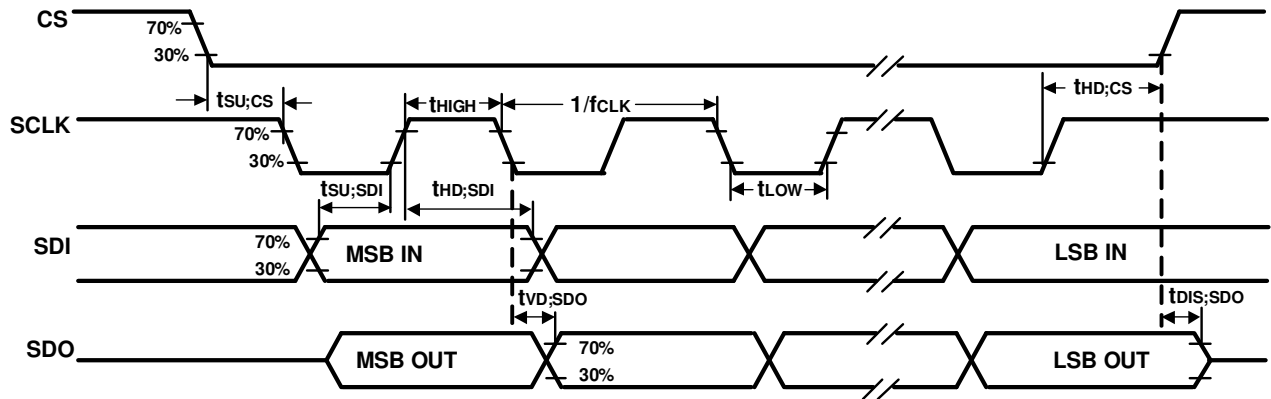 CS
70%
30%
tSU;CS
tHIGH
1/fCLK
tHD;CS
SCLK
70%
30%
tSU;SDI
tHD;SDI
tLOW
SDI
70%
30%
MSB IN
LSB IN
tVD;SDO
tDIS;SDO
SDO
MSB OUT
70%
30%
LSB OUT